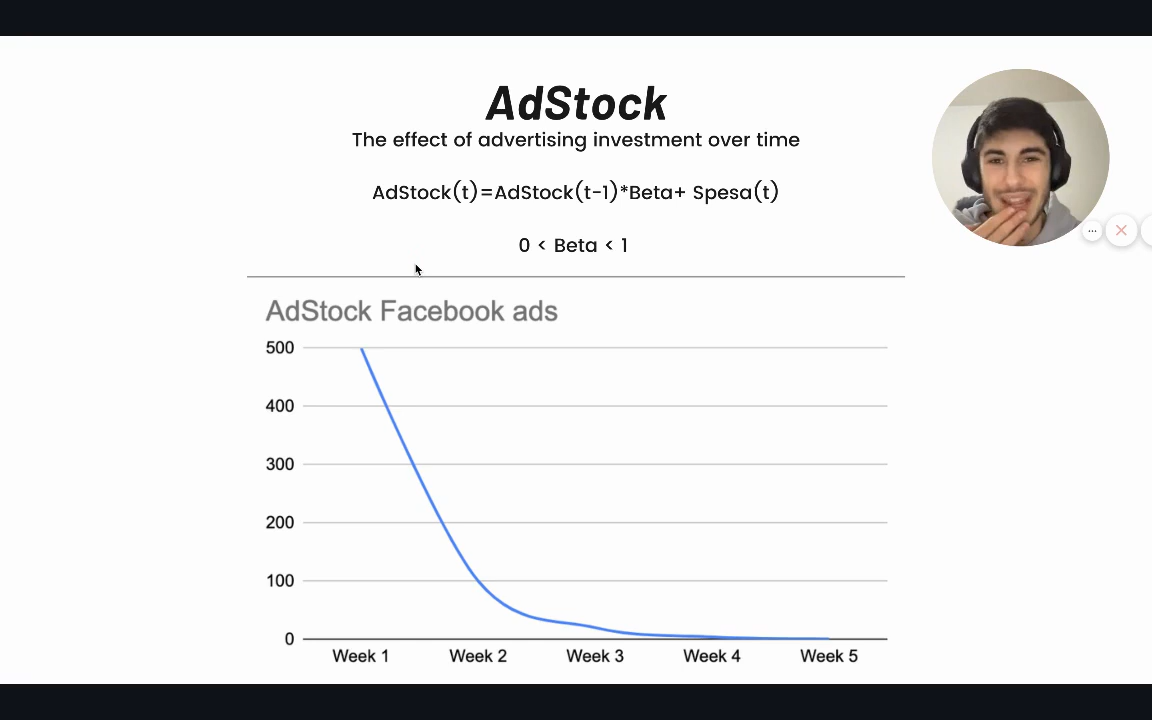 AdStock
The effect of advertising investment over time
AdStock(t)=AdStock(t-1)*Beta+ Spesa(t)
0 < Beta < 1
AdStock Facebook ads
500
400
300
200
100
0
Week 1 Week 2 Week 3 Week 4 Week 5